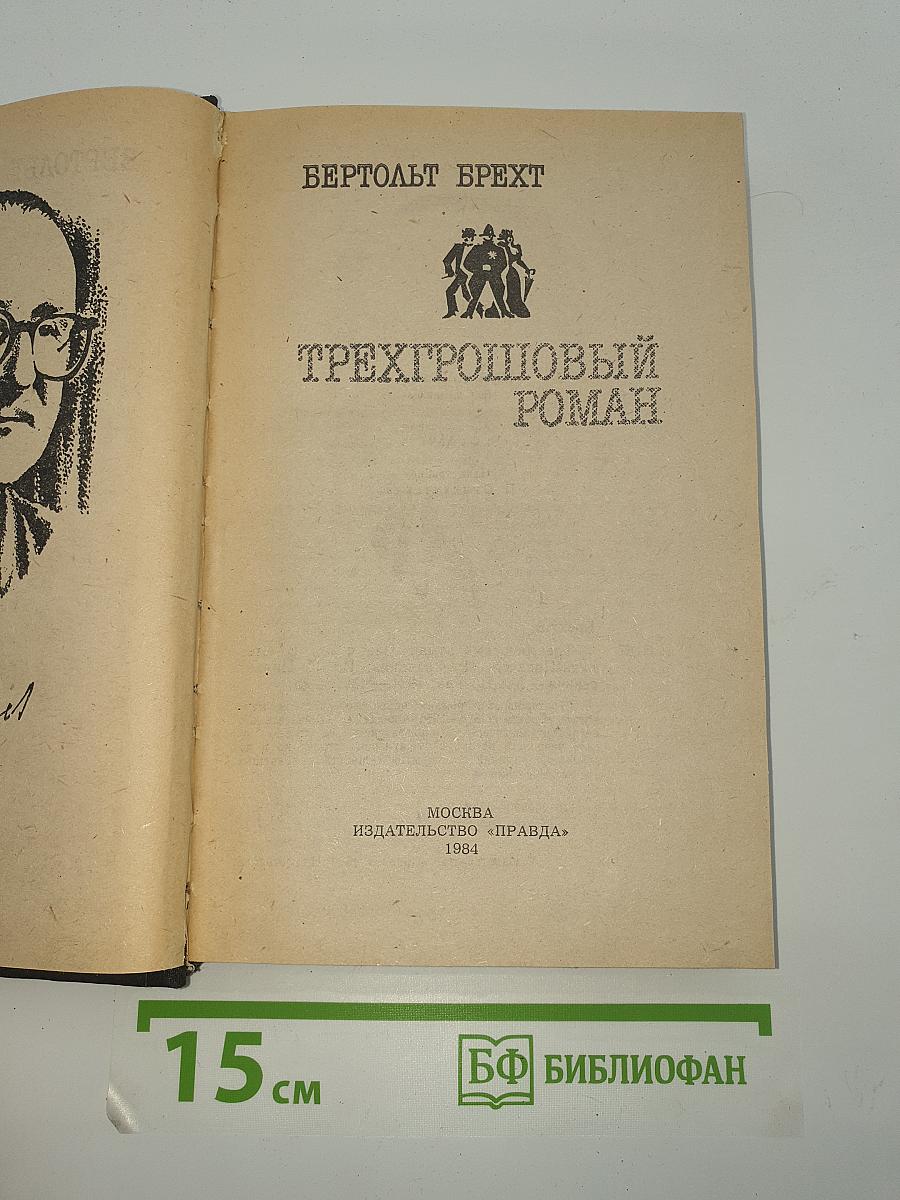 БЕРТОЛЬТ БРЕХТ
ТРЕХГРОШОВЫЙ
РОМАН
МОСКВА
ИЗДАТЕЛЬСТВО «ПРАВДА»
1984
15 см
БФ БИБЛИОФАН